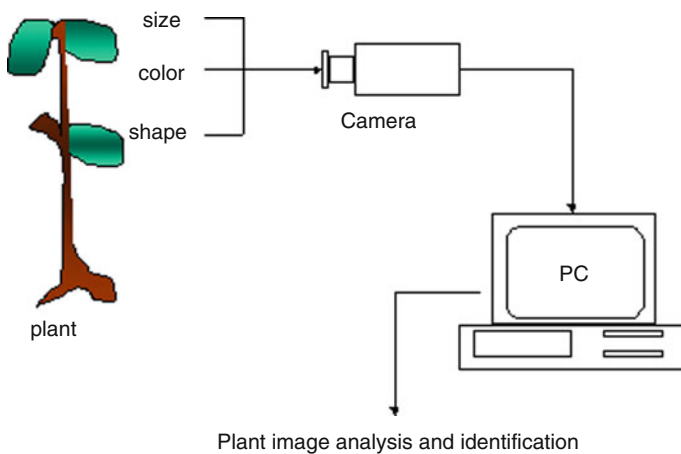 size
color
shape
Camera
PC
plant
Plant image analysis and identification